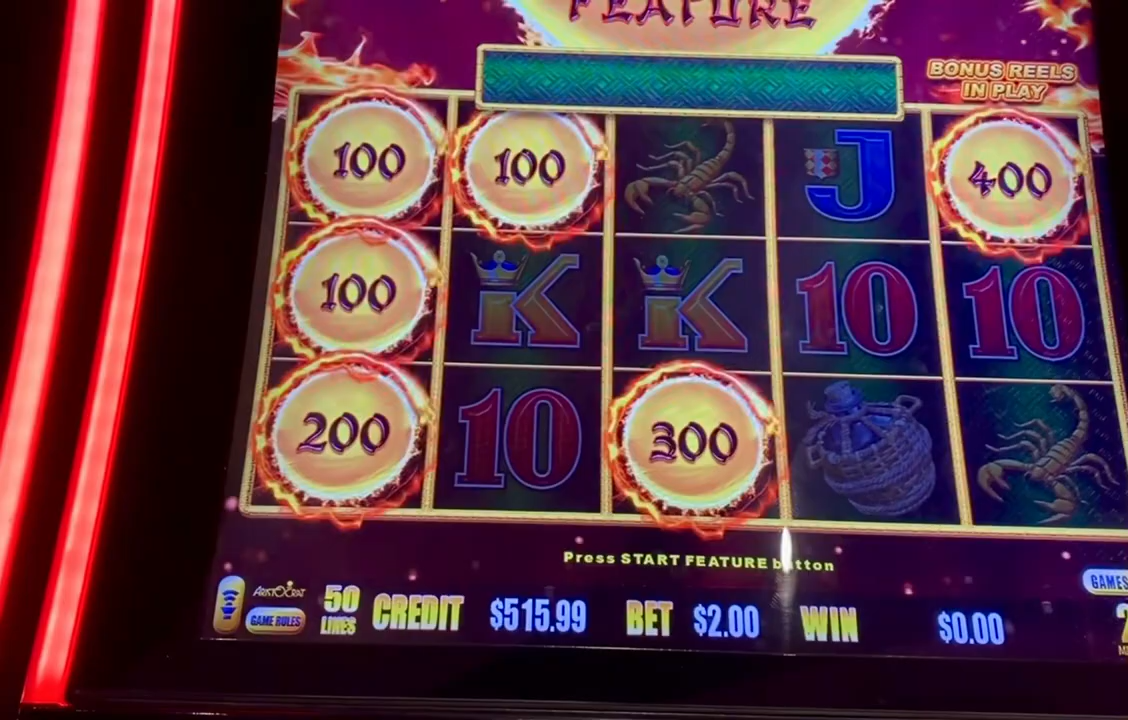 FEATURE
BONUS REELS
IN PLAY
100 100 J 400
100 K K 10 10
200 10 300
Press START FEATURE button
ARISTOCRAT
GAME RULES
50
LINES
CREDIT $515.99 BET $2.00 WIN $0.00
GAMES